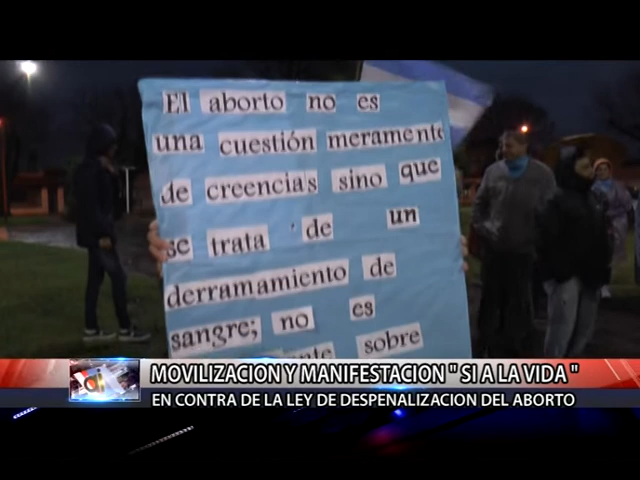 El aborto no es
una cuestión meramente
de creencias sino que
se trata de un
derramamiento de
sangre; no es
sobre
MOVILIZACION Y MANIFESTACION " SI A LA VIDA "
EN CONTRA DE LA LEY DE DESPENALIZACION DEL ABORTO